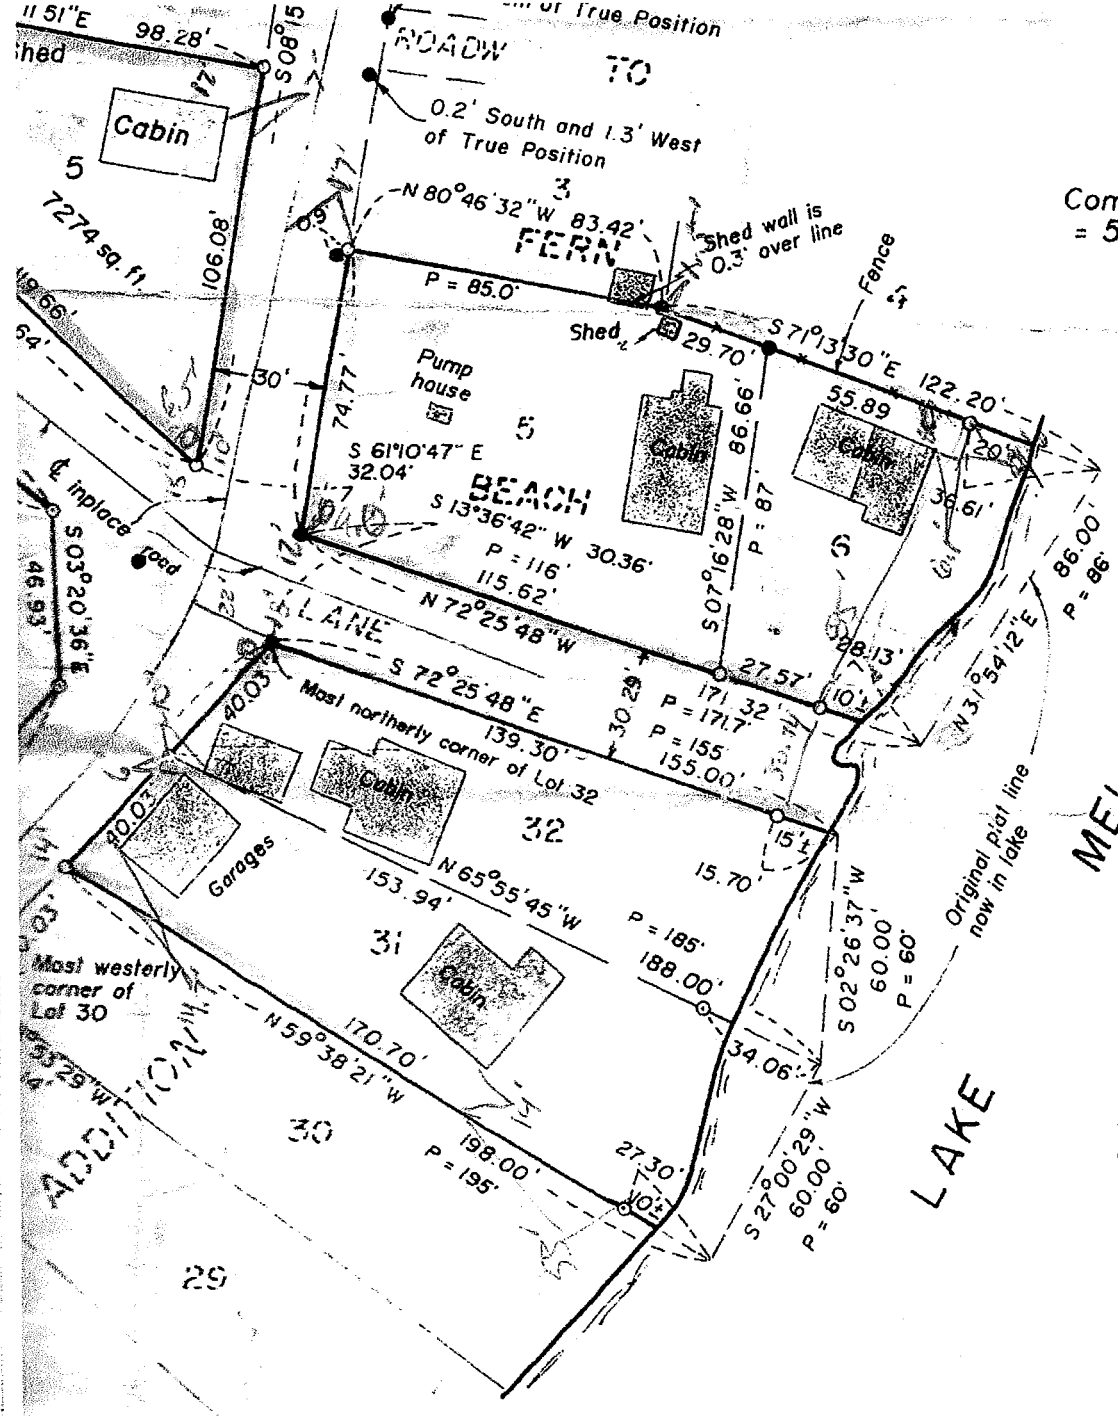 of True Position
11 51"E
98.28'
S 08°15
ROADW
TO
Shed
0.2' South and 1.3' West
of True Position
Cabin
5
7274 sq. ft.
106.08'
3
N 80°46'32"W 83.42'
FERN
Shed wall is
0.3' over line
Com
= 5
0.9'
P = 85.0'
Fence
Shed
29.70'
S 71°13'30"E 122.20'
55.89
20'
36.61'
64'
30'
74.77'
Pump
house
5
Cabin
86.66'
S 07°16'28"W
P = 87'
Cabin
6
S 61°10'47" E
32.04'
BEACH
S 13°36'42" W 30.36'
P = 116'
115.62'
N 72°25'48"W
86.00'
P = 86'
N 31°54'12"E
℄ inplace
road
S 03°20'36"E
46.93'
22'
LANE
28.13'
27.57'
10'±
171.32'
P = 171.7'
P = 155'
155.00'
30.29'
S 72°25'48"E
139.30'
40.03'
Most northerly
corner of Lot 32
Cabin
32
15'±
15.70'
Original plat line
now in lake
40.03'
Garages
N 65°55'45"W
153.94'
P = 185'
188.00'
S 02°26'37"W
60.00'
P = 60'
31
Cabin
03'
Most westerly
corner of
Lot 30
N 59°38'21"W
170.70'
34.06'
53'29"W
ADDITION
30
198.00'
P = 195'
27.30'
10'±
S 27°00'29"W
60.00'
P = 60'
LAKE
29